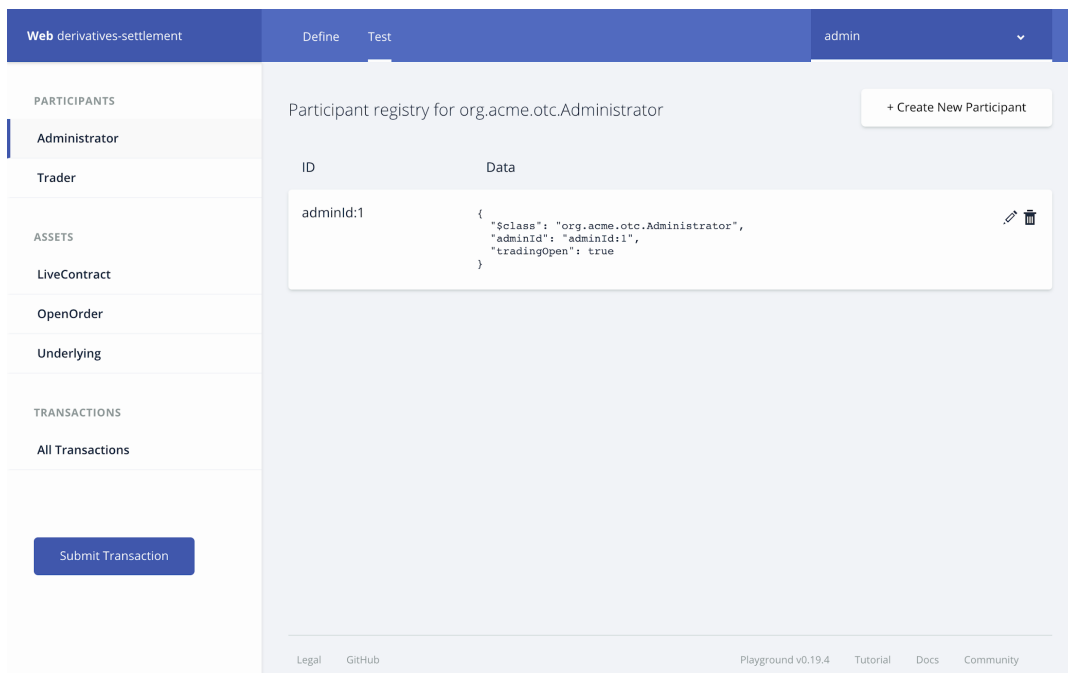 Web derivatives-settlement
Define
Test
admin
PARTICIPANTS
Administrator
Trader
ASSETS
LiveContract
OpenOrder
Underlying
TRANSACTIONS
All Transactions
Submit Transaction
Participant registry for org.acme.otc.Administrator
+ Create New Participant
ID
Data
adminId:1
{
  "$class": "org.acme.otc.Administrator",
  "adminId": "adminId:1",
  "tradingOpen": true
}
Legal
GitHub
Playground v0.19.4
Tutorial
Docs
Community